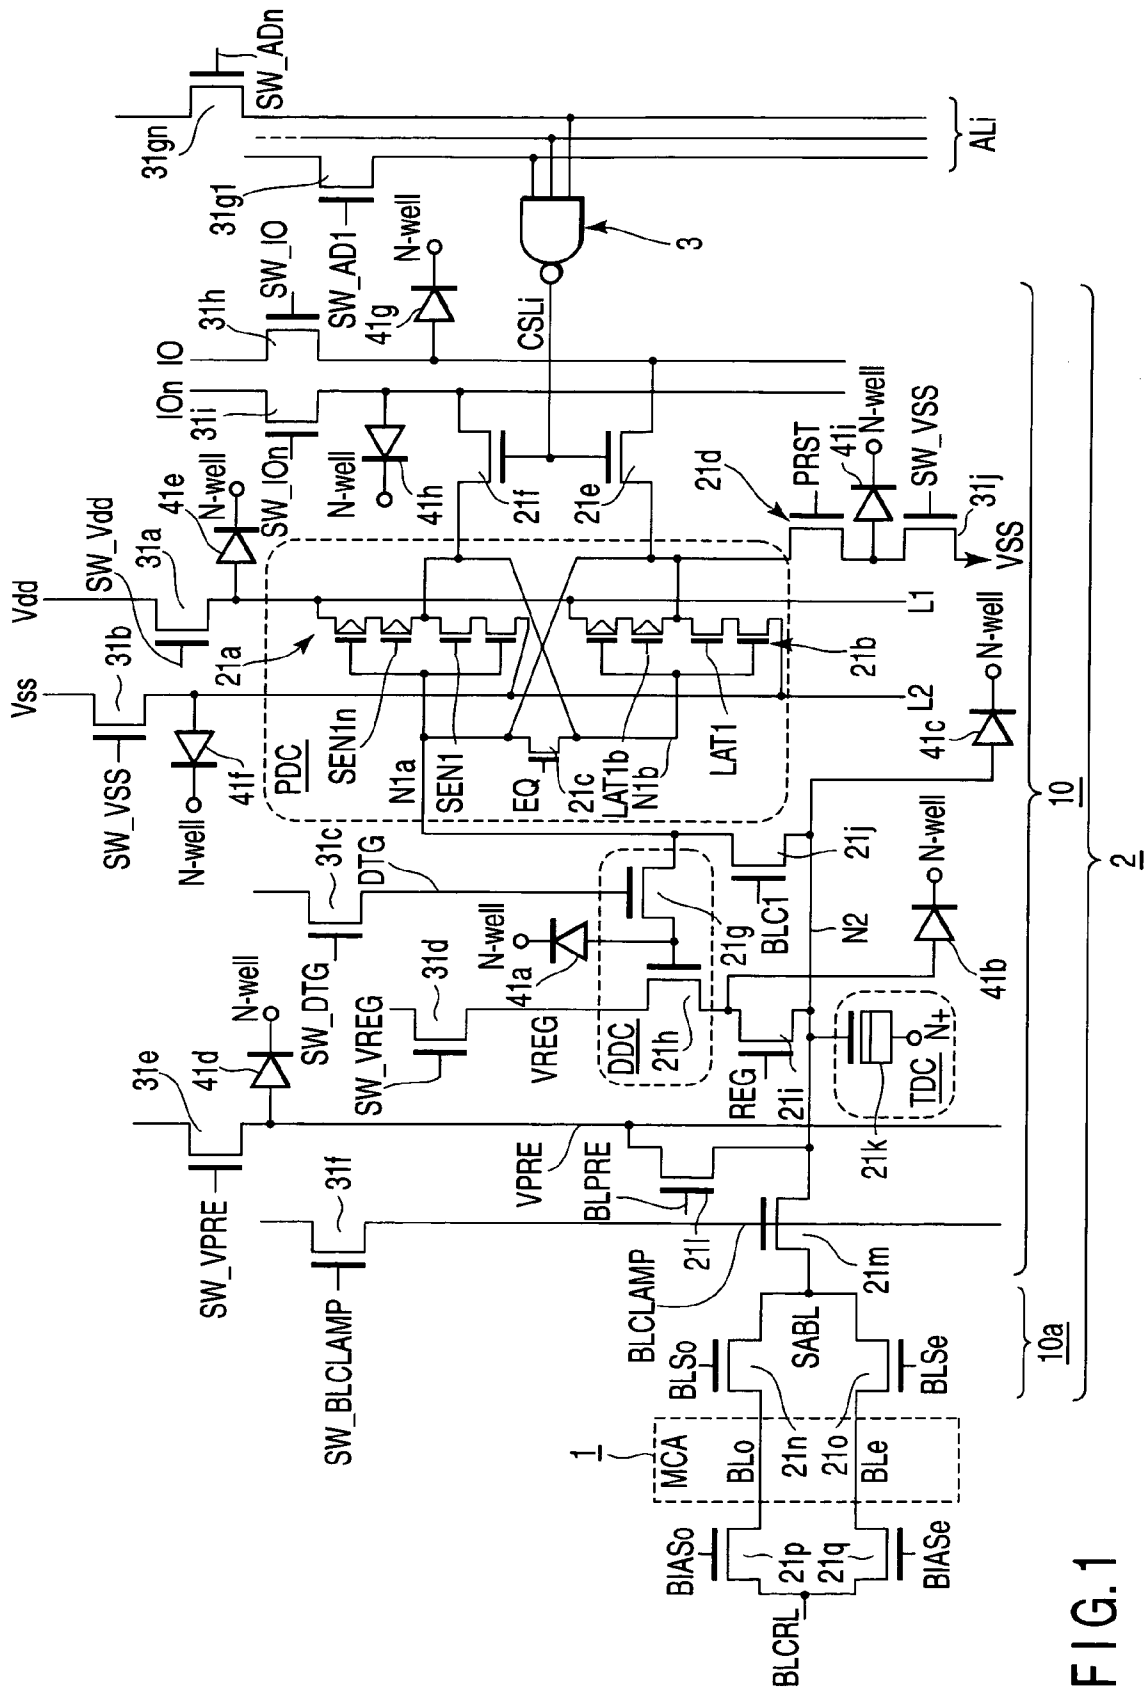 SW_ADn
31gn
ALi
31g1
SW_AD1
N-well
SW_IO
31h
41g
IO
IOn
31i
SW_IOn
CSLi
3
N-well
41h
21f
21e
N-well
41e
Vdd
SW_Vdd
31a
Vss
31b
SW_VSS
N-well
41f
PDC
21a
SEN1n
SEN1
N1a
EQ
21c
LAT1b
N1b
LAT1
21b
L1
L2
21d
PRST
41i
N-well
SW_VSS
31j
VSS
N-well
41c
31c
DTG
SW_DTG
N-well
41a
31d
SW_VREG
VREG
DDC
21g
21h
BLC1
21j
N2
N-well
41b
REG
21i
TDC
N+
21k
N-well
41d
31e
SW_VPRE
31f
SW_BLCLAMP
VPRE
BLPRE
21l
BLCLAMP
21m
BLSo
SABL
BLSe
21n
21o
1
MCA
BLo
BLe
BIASo
21p
21q
BIASe
BLCRL
10
10a
2
FIG.1